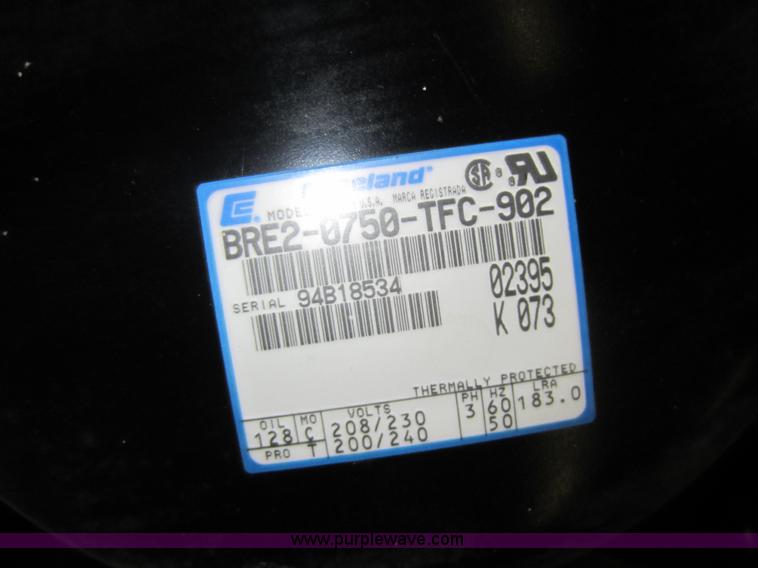 MODE U.S.A. MARCA REGISTRADA
BRE2-0750-TFC-902
SERIAL 94B18534
02395
K 073
THERMALLY PROTECTED
OIL MO VOLTS PH HZ LRA
128 C 208/230 3 60 183.0
PRO T 200/240 50
www.purplewave.com